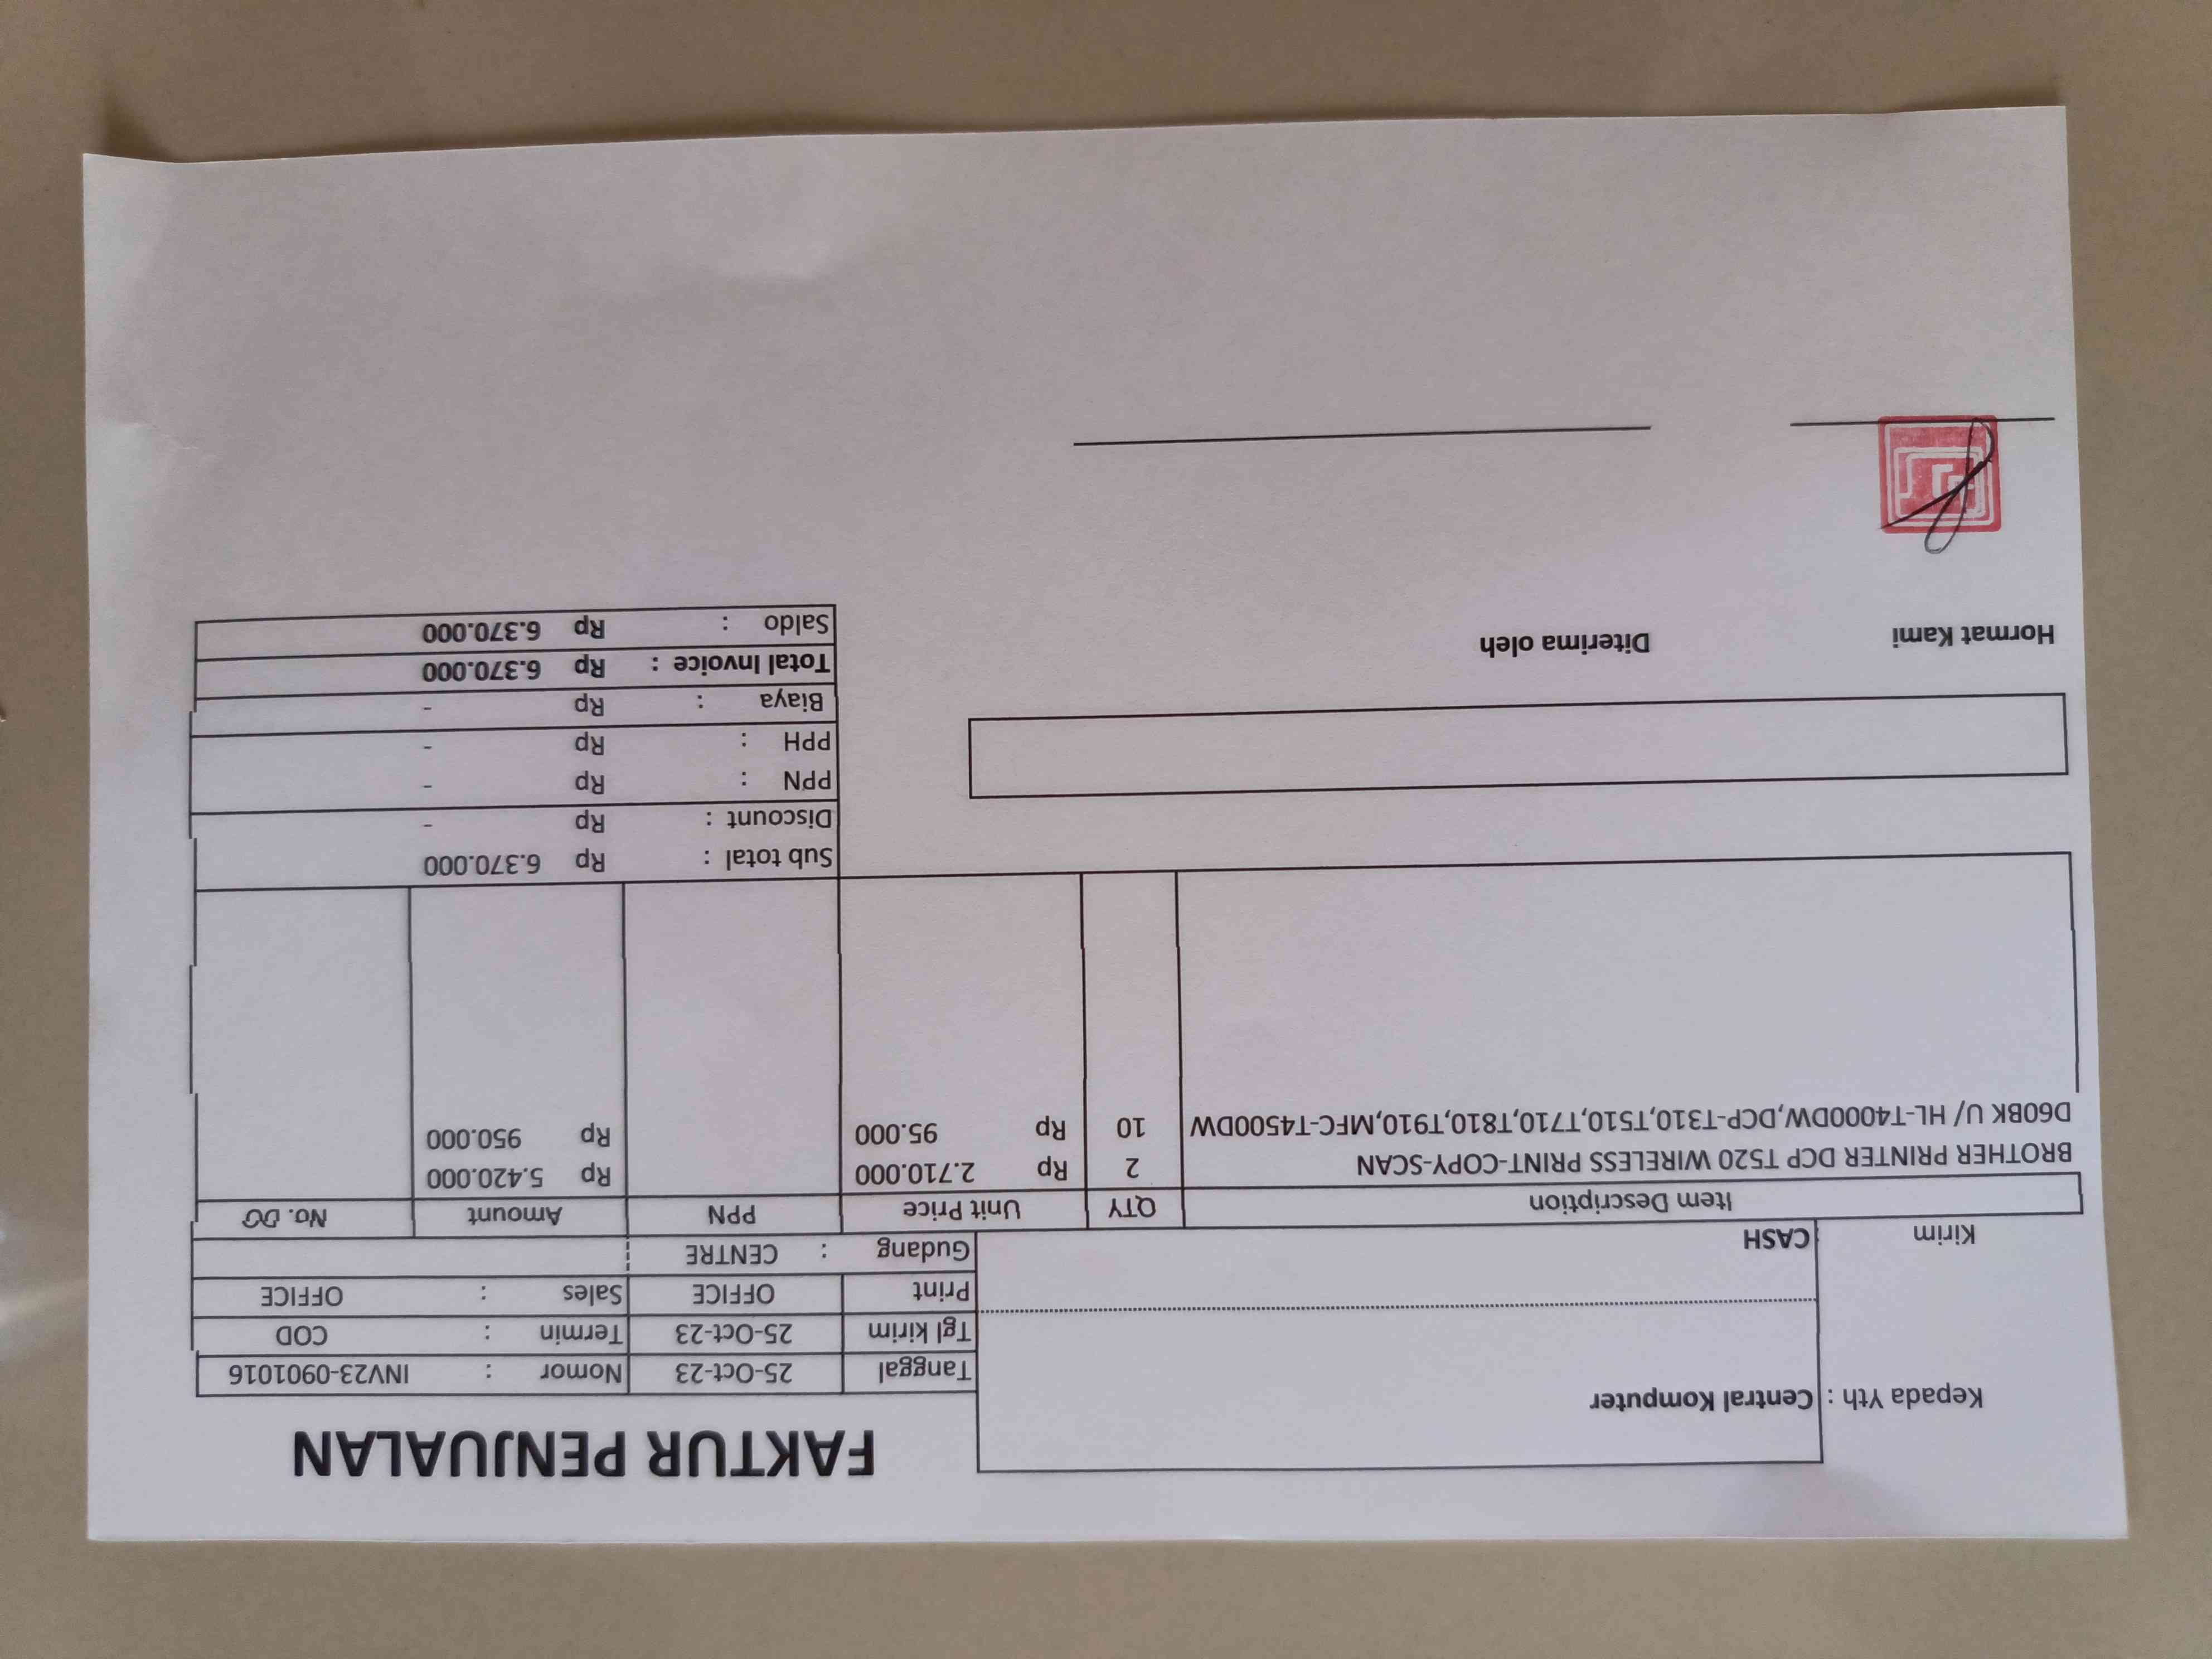 FAKTUR PENJUALAN
Kepada Yth : Central Komputer
Tanggal 25-Oct-23 Nomor : INV23-0901016
Tgl kirim 25-Oct-23 Termin : COD
Print OFFICE Sales : OFFICE
Kirim CASH Gudang : CENTRE
Item Description QTY Unit Price PPN Amount No. DO
BROTHER PRINTER DCP T520 WIRELESS PRINT-COPY-SCAN 2 Rp 2.710.000 Rp 5.420.000
D60BK U/ HL-T4000DW,DCP-T310,T510,T710,T810,T910,MFC-T4500DW 10 Rp 95.000 Rp 950.000
Sub total : Rp 6.370.000
Discount : Rp -
PPN : Rp -
PPH : Rp -
Biaya : Rp -
Total Invoice : Rp 6.370.000
Saldo : Rp 6.370.000
Hormat Kami Diterima oleh